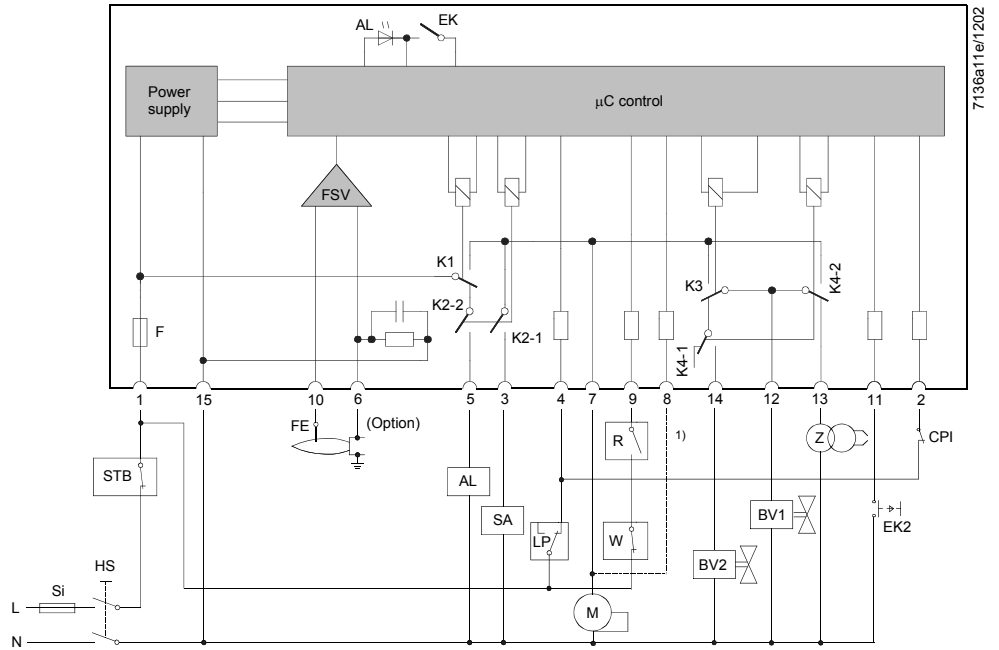 7136a11e/1202
AL
EK
Power
supply
µC control
FSV
K1
K2-2
K2-1
K3
K4-2
K4-1
F
1
15
10
6
5
3
4
7
9
8
14
12
13
11
2
FE
(Option)
1)
R
Z
CPI
STB
AL
SA
LP
W
BV1
BV2
EK2
HS
Si
L
M
N